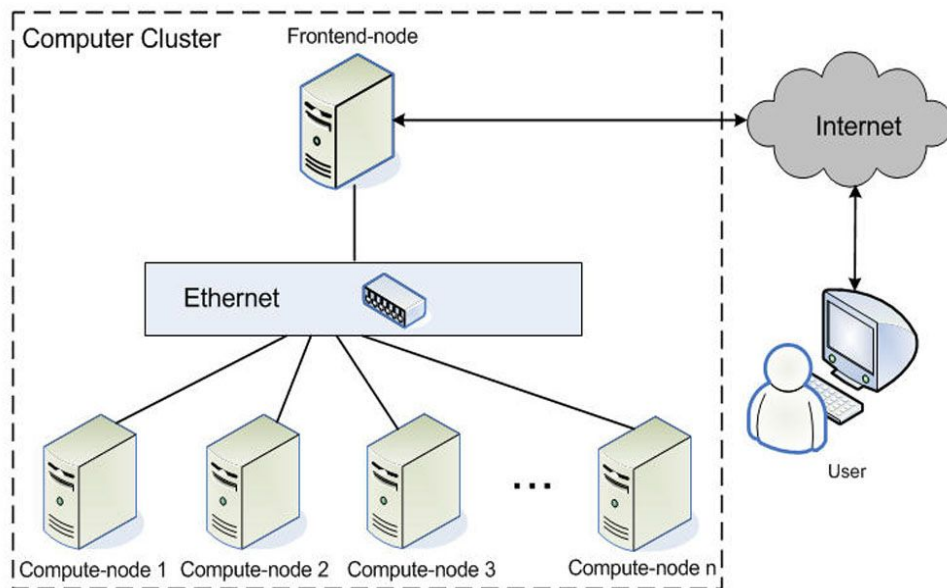 Computer Cluster
Frontend-node
Internet
Ethernet
User
Compute-node 1
Compute-node 2
Compute-node 3
...
Compute-node n